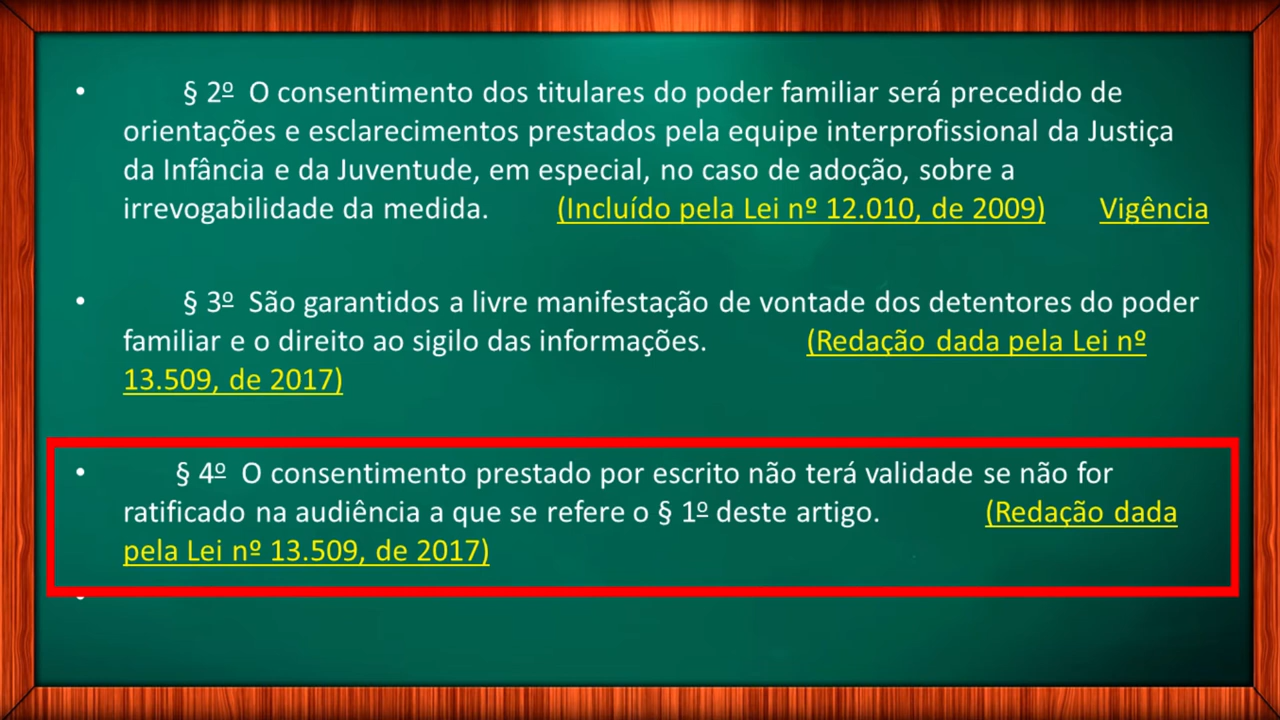 • § 2º O consentimento dos titulares do poder familiar será precedido de
orientações e esclarecimentos prestados pela equipe interprofissional da Justiça
da Infância e da Juventude, em especial, no caso de adoção, sobre a
irrevogabilidade da medida. (Incluído pela Lei nº 12.010, de 2009) Vigência
• § 3º São garantidos a livre manifestação de vontade dos detentores do poder
familiar e o direito ao sigilo das informações. (Redação dada pela Lei nº
13.509, de 2017)
• § 4º O consentimento prestado por escrito não terá validade se não for
ratificado na audiência a que se refere o § 1º deste artigo. (Redação dada
pela Lei nº 13.509, de 2017)
•